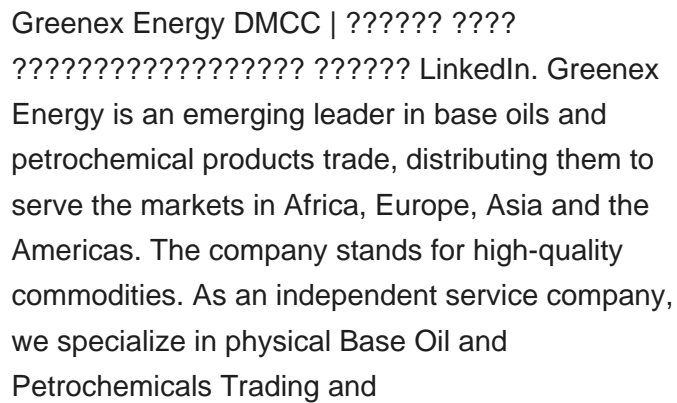 Greenex Energy DMCC | ?????? ????
?????????????????? ?????? LinkedIn. Greenex
Energy is an emerging leader in base oils and
petrochemical products trade, distributing them to
serve the markets in Africa, Europe, Asia and the
Americas. The company stands for high-quality
commodities. As an independent service company,
we specialize in physical Base Oil and
Petrochemicals Trading and